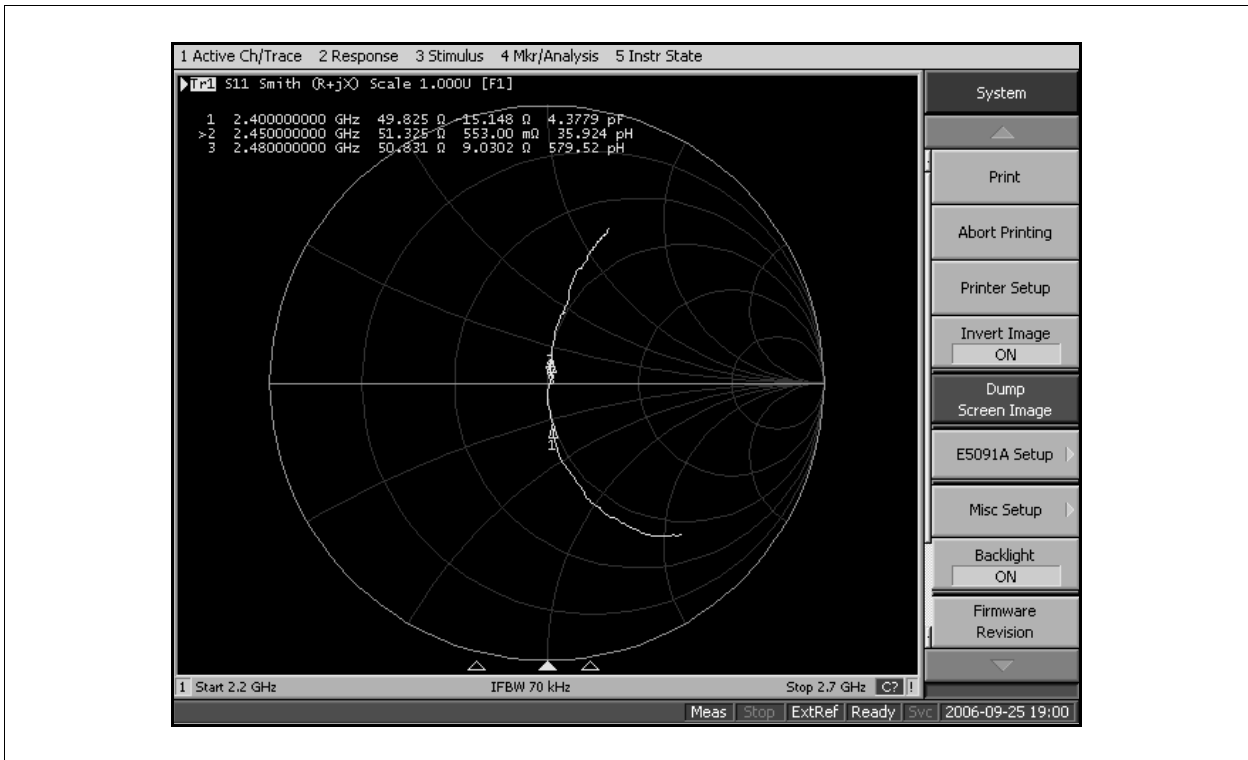 1 Active Ch/Trace 2 Response 3 Stimulus 4 Mkr/Analysis 5 Instr State
Tr1 S11 Smith (R+jX) Scale 1.000U [F1]
1 2.400000000 GHz 49.825 Ω -15.148 Ω 4.3779 pF
>2 2.450000000 GHz 51.325 Ω 553.00 mΩ 35.924 pH
3 2.480000000 GHz 50.831 Ω 9.0302 Ω 579.52 pH
1
1 Start 2.2 GHz IFBW 70 kHz Stop 2.7 GHz C? !
System
Print
Abort Printing
Printer Setup
Invert Image
ON
Dump
Screen Image
E5091A Setup
Misc Setup
Backlight
ON
Firmware
Revision
Meas Stop ExtRef Ready Svc 2006-09-25 19:00